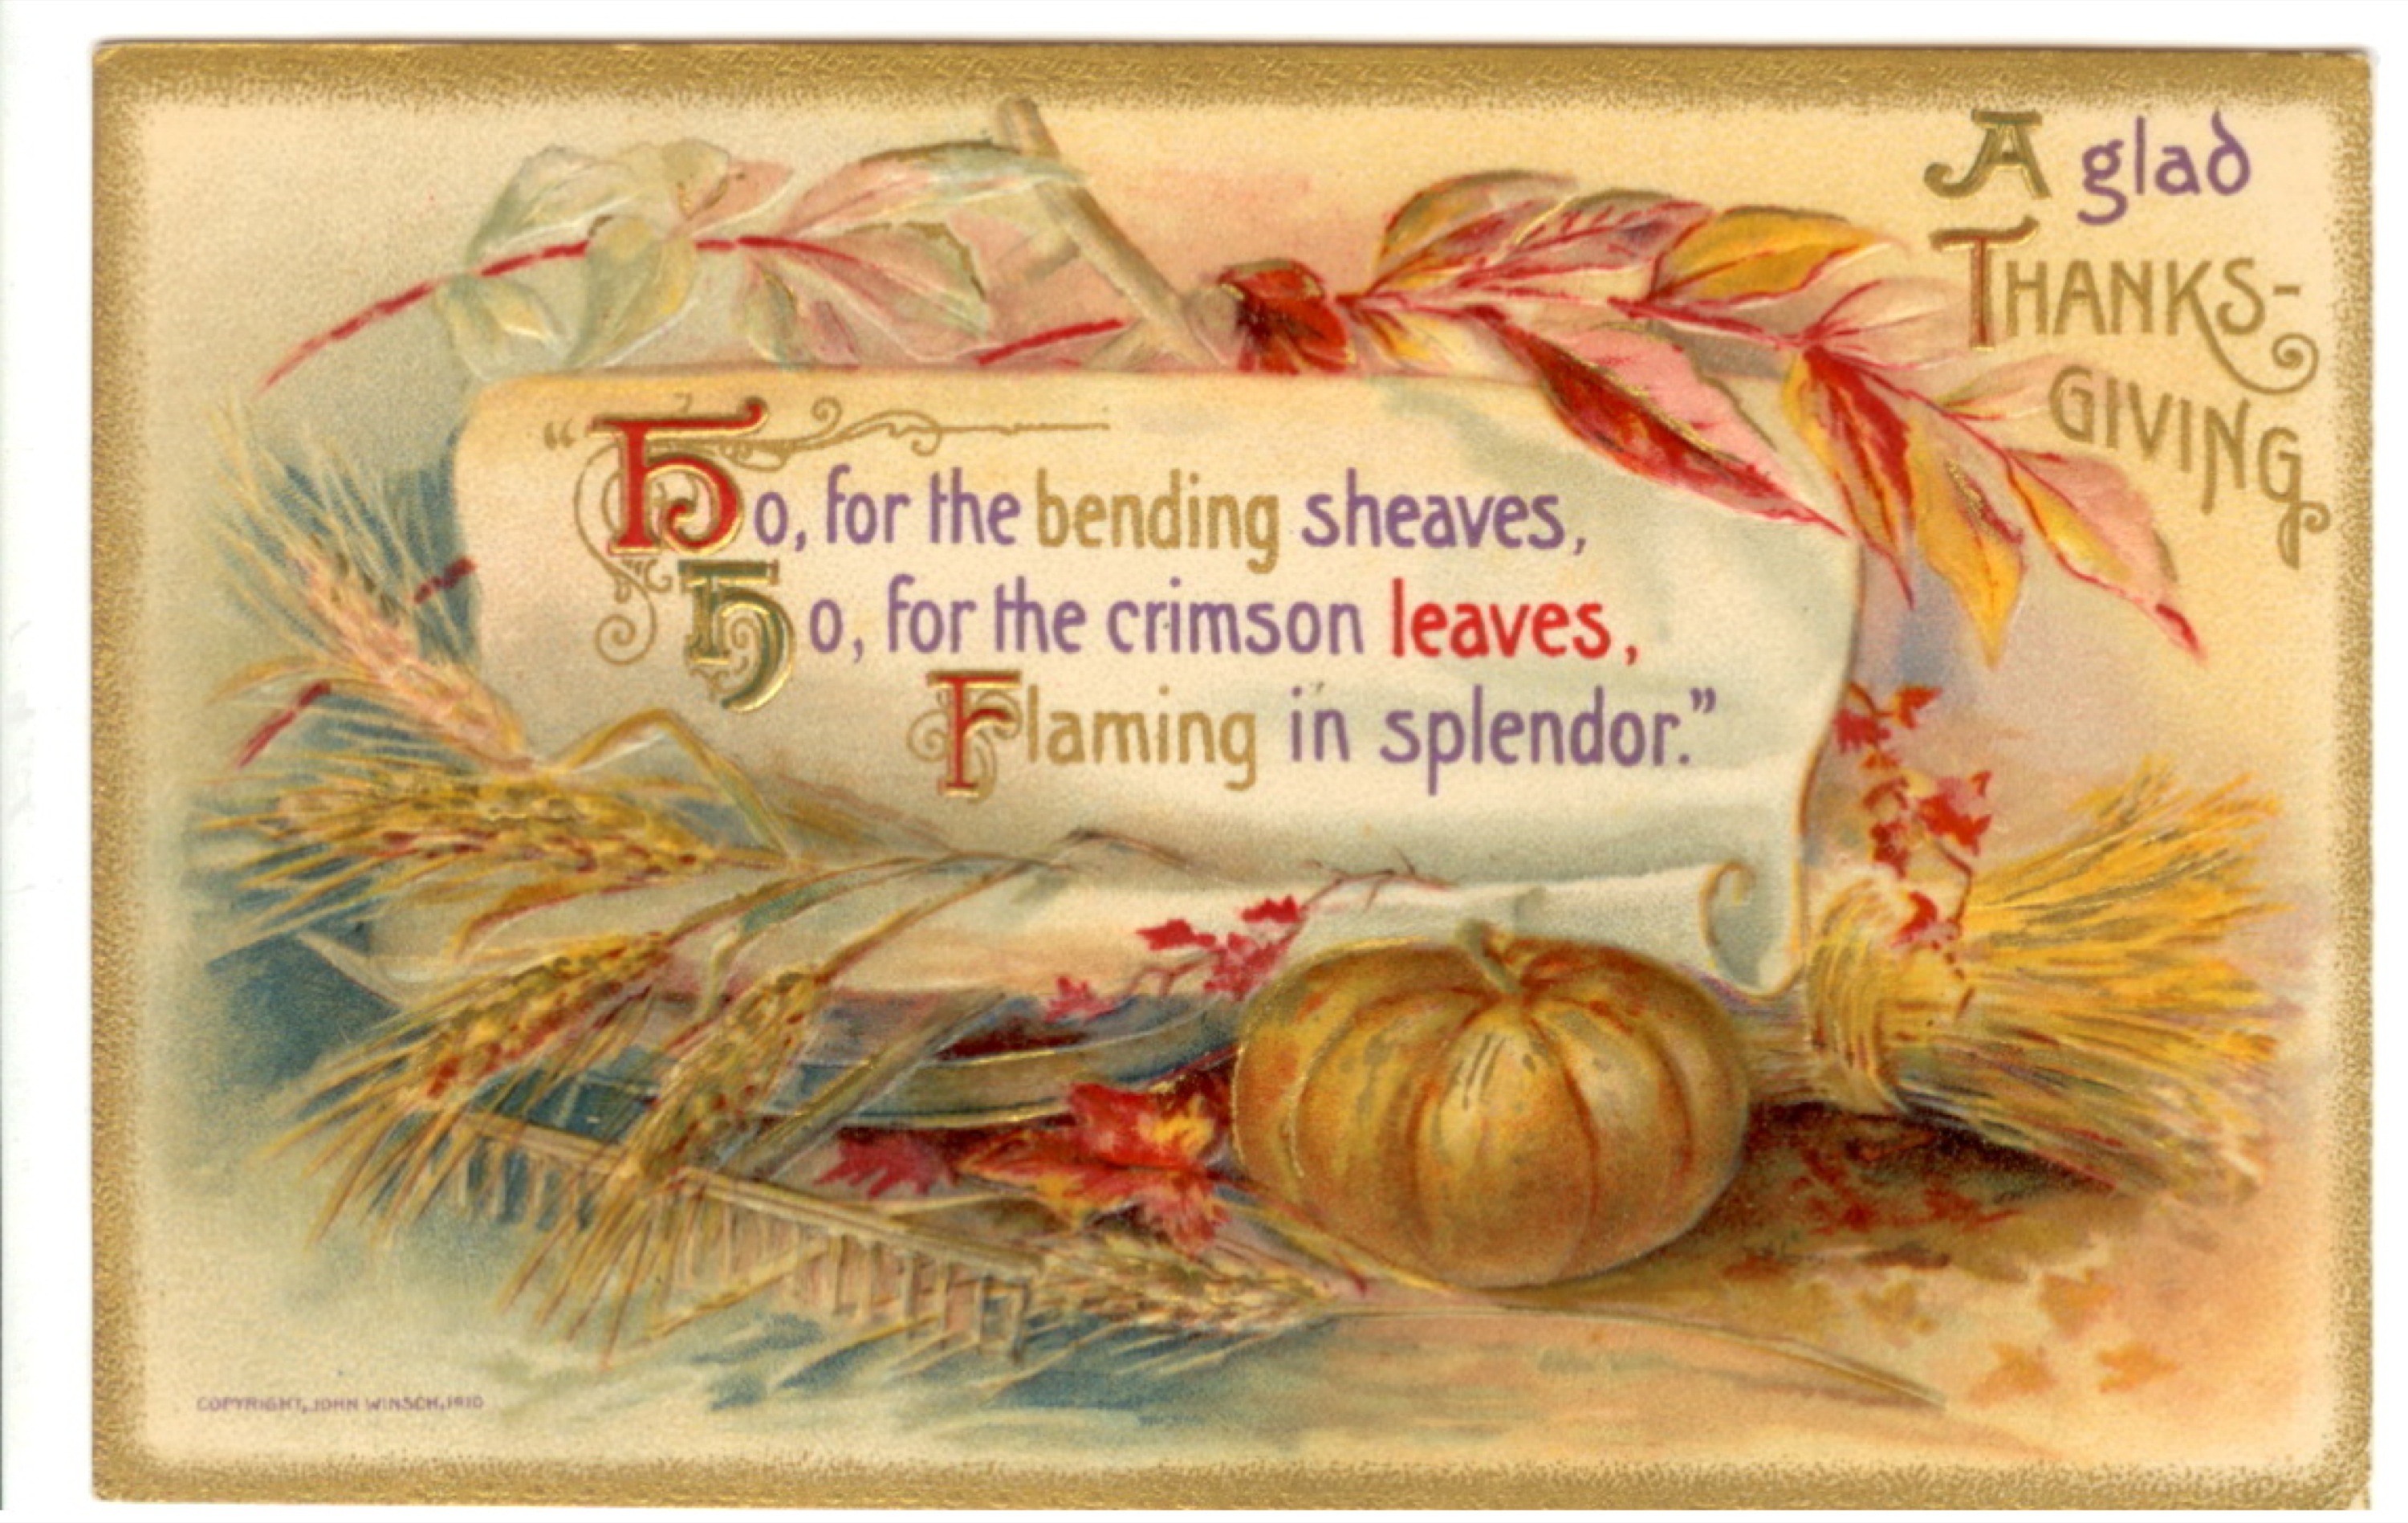 A glad
THANKS-
GIVING
"Ho, for the bending sheaves,
Ho, for the crimson leaves,
Flaming in splendor."
COPYRIGHT, JOHN WINSCH, 1910